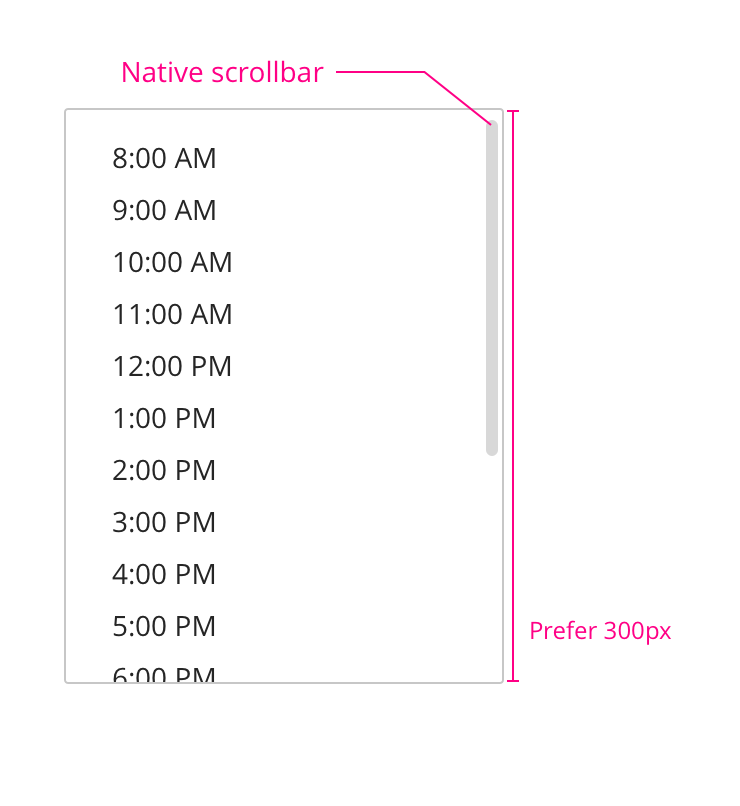 Native scrollbar
8:00 AM
9:00 AM
10:00 AM
11:00 AM
12:00 PM
1:00 PM
2:00 PM
3:00 PM
4:00 PM
5:00 PM
Prefer 300px
6:00 PM